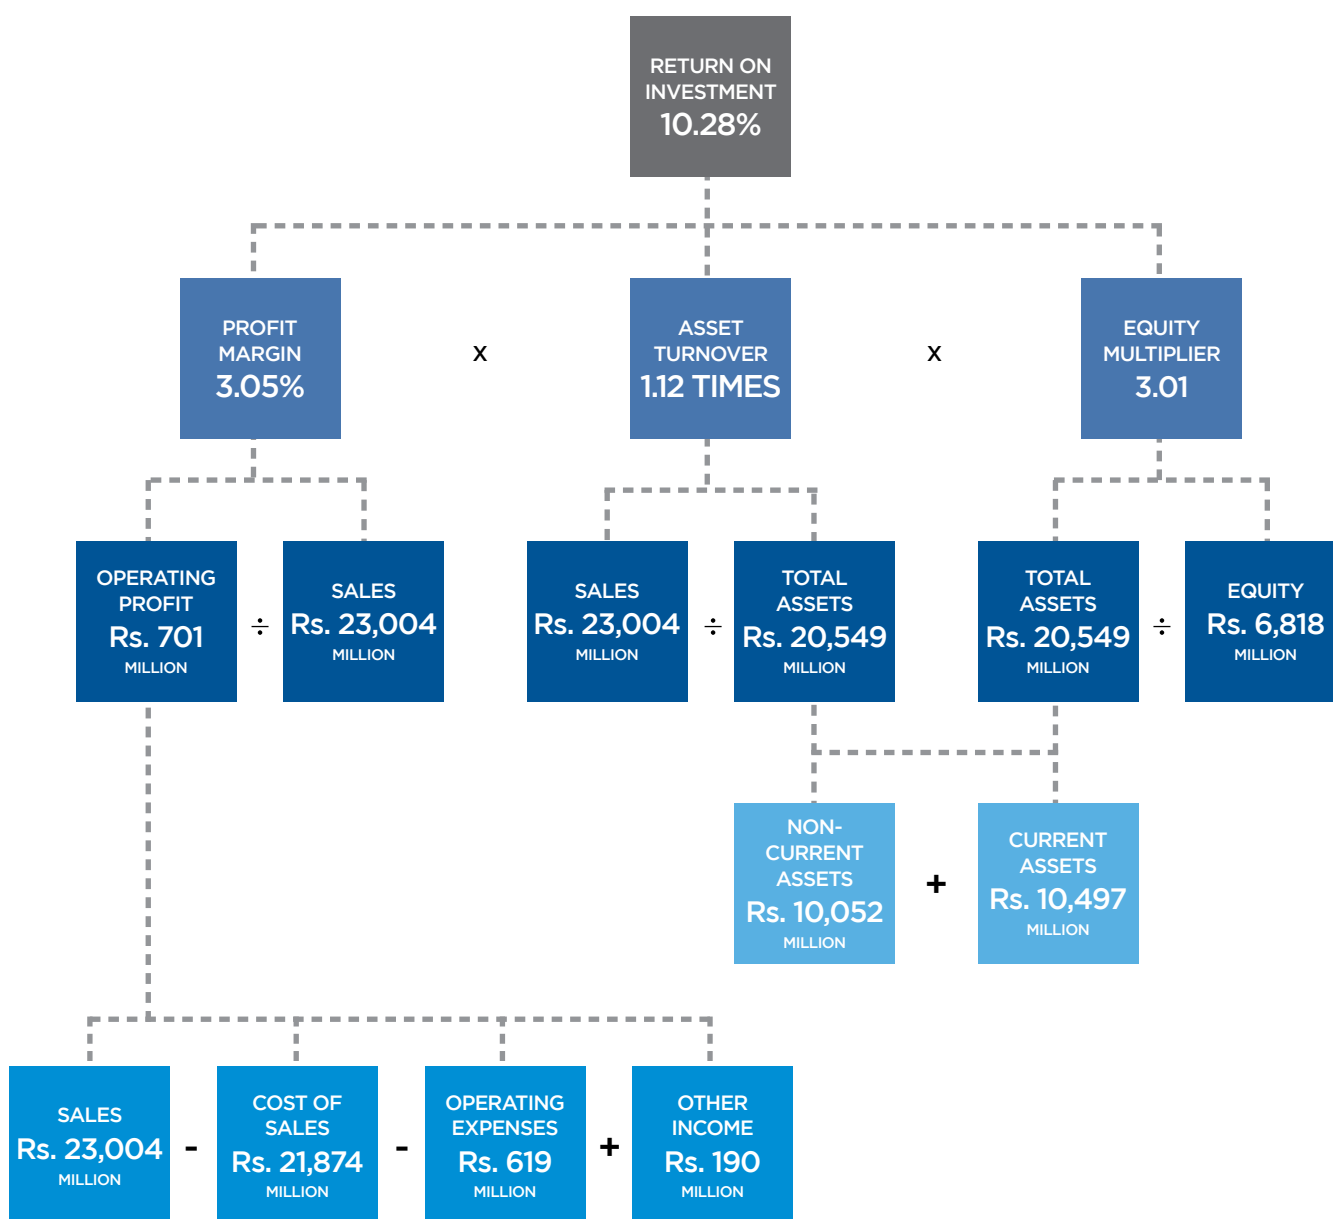 RETURN ON
INVESTMENT
10.28%
PROFIT
MARGIN
3.05%
x
ASSET
TURNOVER
1.12 TIMES
x
EQUITY
MULTIPLIER
3.01
OPERATING
PROFIT
Rs. 701
MILLION
÷
SALES
Rs. 23,004
MILLION
SALES
Rs. 23,004
MILLION
÷
TOTAL
ASSETS
Rs. 20,549
MILLION
TOTAL
ASSETS
Rs. 20,549
MILLION
÷
EQUITY
Rs. 6,818
MILLION
NON-
CURRENT
ASSETS
Rs. 10,052
MILLION
+
CURRENT
ASSETS
Rs. 10,497
MILLION
SALES
Rs. 23,004
MILLION
-
COST OF
SALES
Rs. 21,874
MILLION
-
OPERATING
EXPENSES
Rs. 619
MILLION
+
OTHER
INCOME
Rs. 190
MILLION